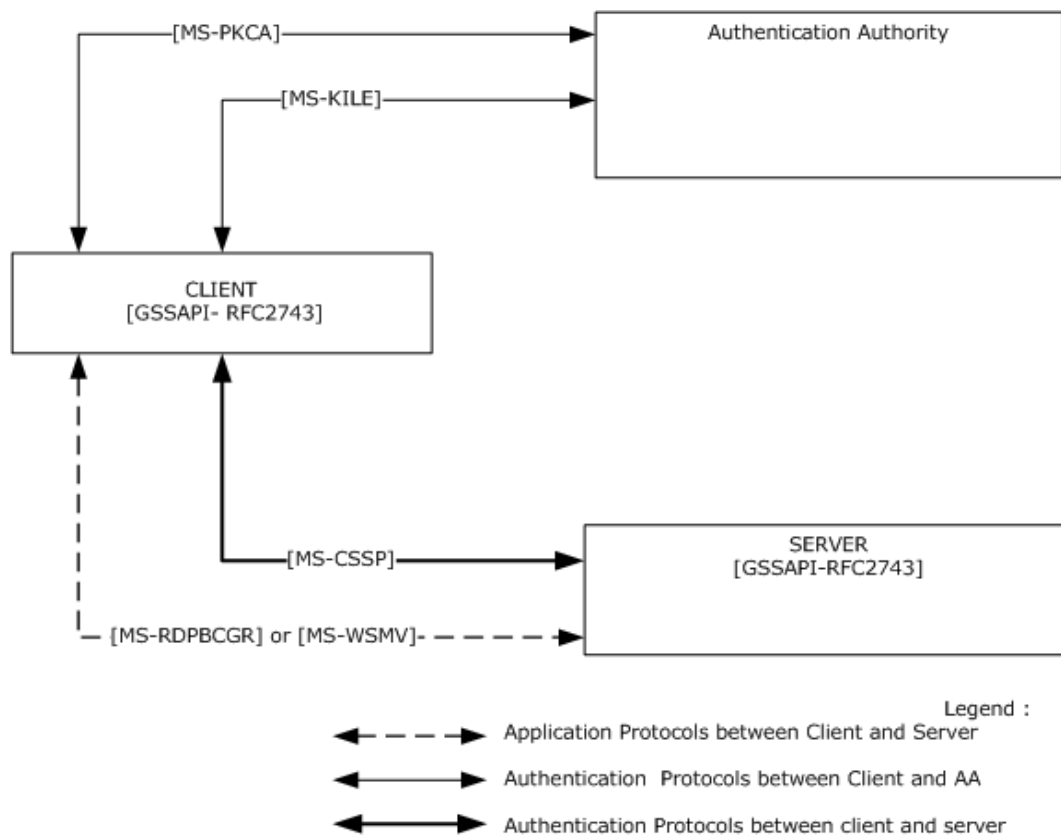 [MS-PKCA]
Authentication Authority
[MS-KILE]
CLIENT
[GSSAPI- RFC2743]
[MS-CSSP]
SERVER
[GSSAPI-RFC2743]
[MS-RDPBCGR] or [MS-WSMV]
Legend :
Application Protocols between Client and Server
Authentication Protocols between Client and AA
Authentication Protocols between client and server